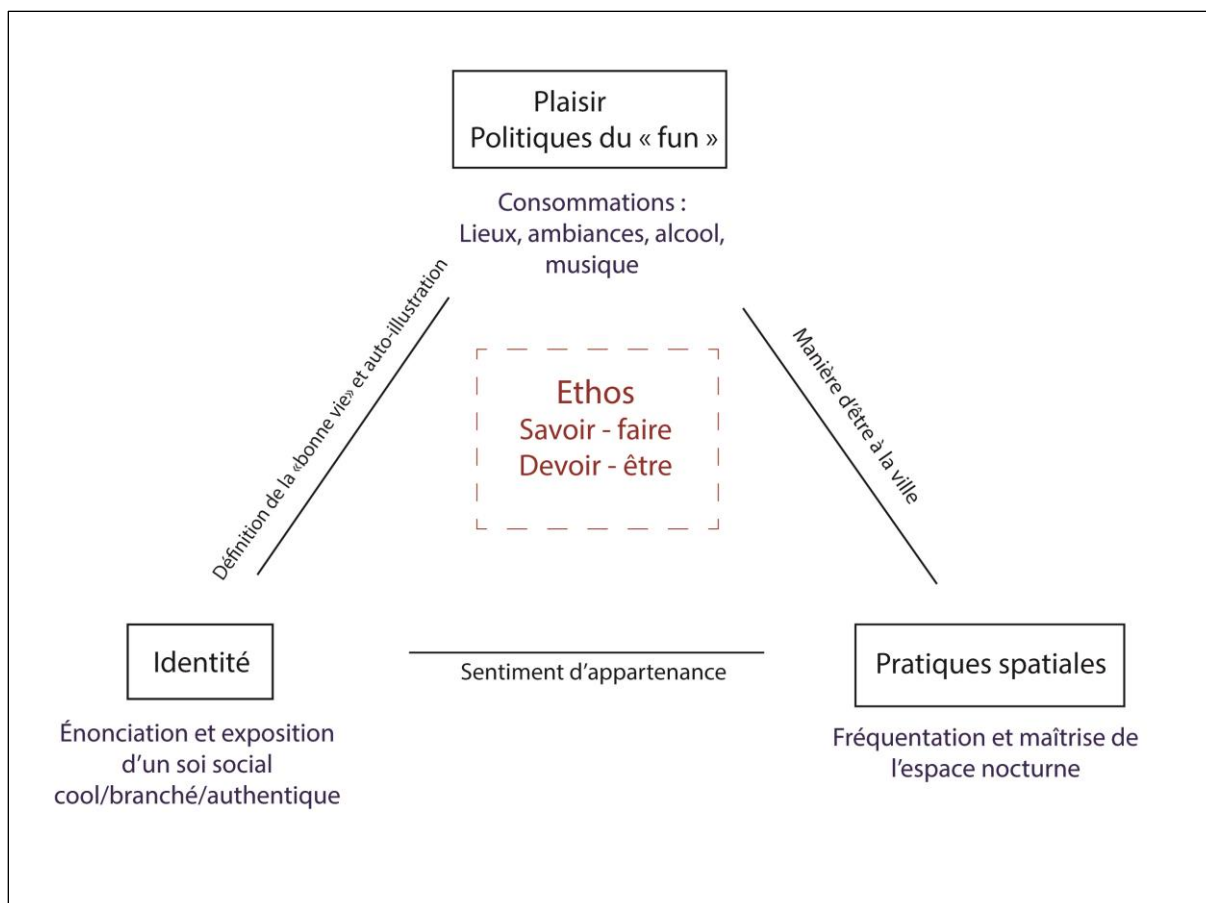 Plaisir
Politiques du « fun »
Consommations :
Lieux, ambiances, alcool,
musique
Définition de la «bonne vie» et auto-illustration
Manière d'être à la ville
Ethos
Savoir - faire
Devoir - être
Identité
Sentiment d'appartenance
Pratiques spatiales
Énonciation et exposition
d'un soi social
cool/branché/authentique
Fréquentation et maîtrise de
l'espace nocturne